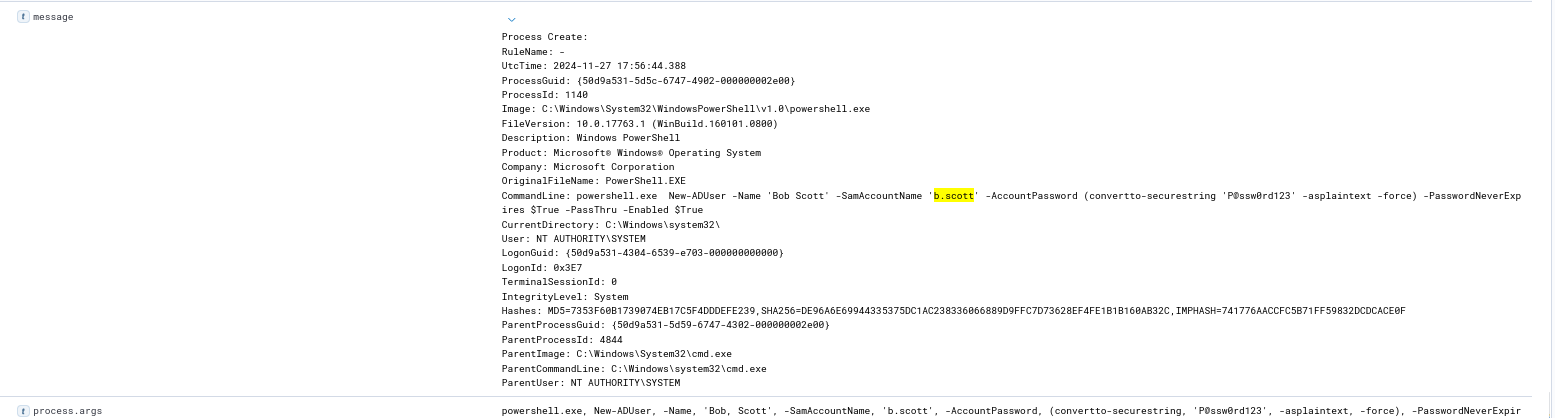 t message
Process Create:
RuleName: -
UtcTime: 2024-11-27 17:56:44.388
ProcessGuid: {50d9a531-5d5c-6747-4902-000000002e00}
ProcessId: 1140
Image: C:\Windows\System32\WindowsPowerShell\v1.0\powershell.exe
FileVersion: 10.0.17763.1 (WinBuild.160101.0800)
Description: Windows PowerShell
Product: Microsoft® Windows® Operating System
Company: Microsoft Corporation
OriginalFileName: PowerShell.EXE
CommandLine: powershell.exe  New-ADUser -Name 'Bob Scott' -SamAccountName 'b.scott' -AccountPassword (convertto-securestring 'P@ssw0rd123' -asplaintext -force) -PasswordNeverExp
ires $True -PassThru -Enabled $True
CurrentDirectory: C:\Windows\system32\
User: NT AUTHORITY\SYSTEM
LogonGuid: {50d9a531-4304-6539-e703-000000000000}
LogonId: 0x3E7
TerminalSessionId: 0
IntegrityLevel: System
Hashes: MD5=7353F60B1739074EB17C5F4DDDEFE239,SHA256=DE96A6E69944335375DC1AC238336066889D9FFC7D73628EF4FE1B1B160AB32C,IMPHASH=741776AACCFC5B71FF59832DCDCACE0F
ParentProcessGuid: {50d9a531-5d59-6747-4302-000000002e00}
ParentProcessId: 4844
ParentImage: C:\Windows\System32\cmd.exe
ParentCommandLine: C:\Windows\system32\cmd.exe
ParentUser: NT AUTHORITY\SYSTEM
t process.args
powershell.exe, New-ADUser, -Name, 'Bob, Scott', -SamAccountName, 'b.scott', -AccountPassword, (convertto-securestring, 'P@ssw0rd123', -asplaintext, -force), -PasswordNeverExpir